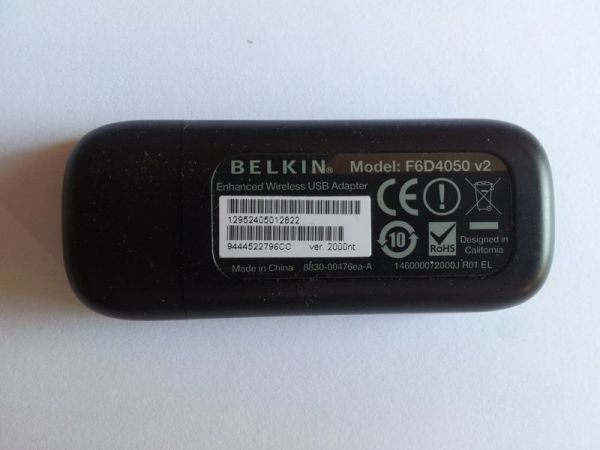 BELKIN® Model: F6D4050 v2
Enhanced Wireless USB Adapter
12952405012822
9444522796CC ver. 2000nt
CE
10
RoHS
Designed in
California
Made in China 8830-00476ea-A 146000072000J R01 EL